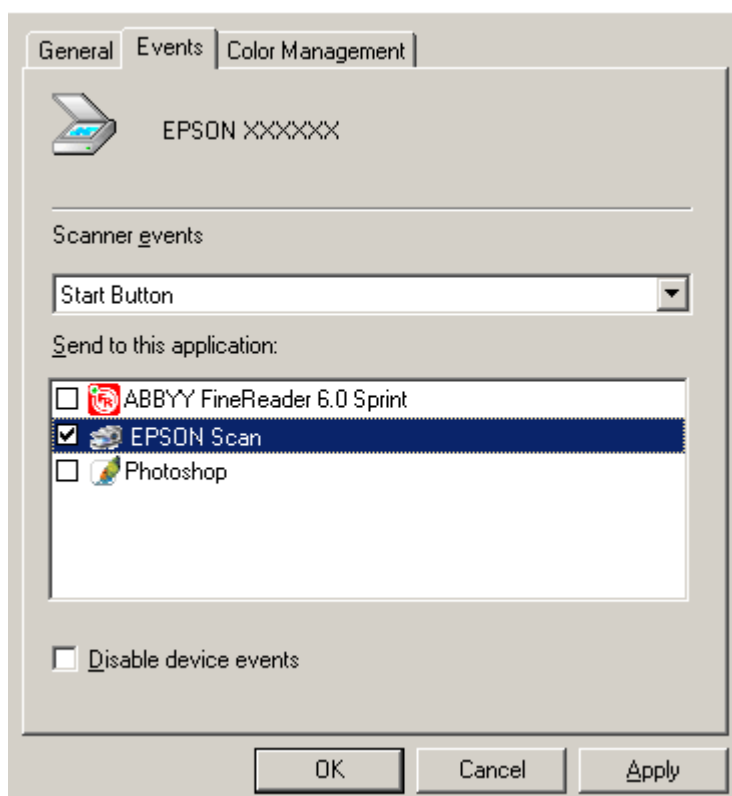 General Events Color Management
EPSON XXXXXX
Scanner events
Start Button
Send to this application:
ABBYY FineReader 6.0 Sprint
EPSON Scan
Photoshop
Disable device events
OK Cancel Apply